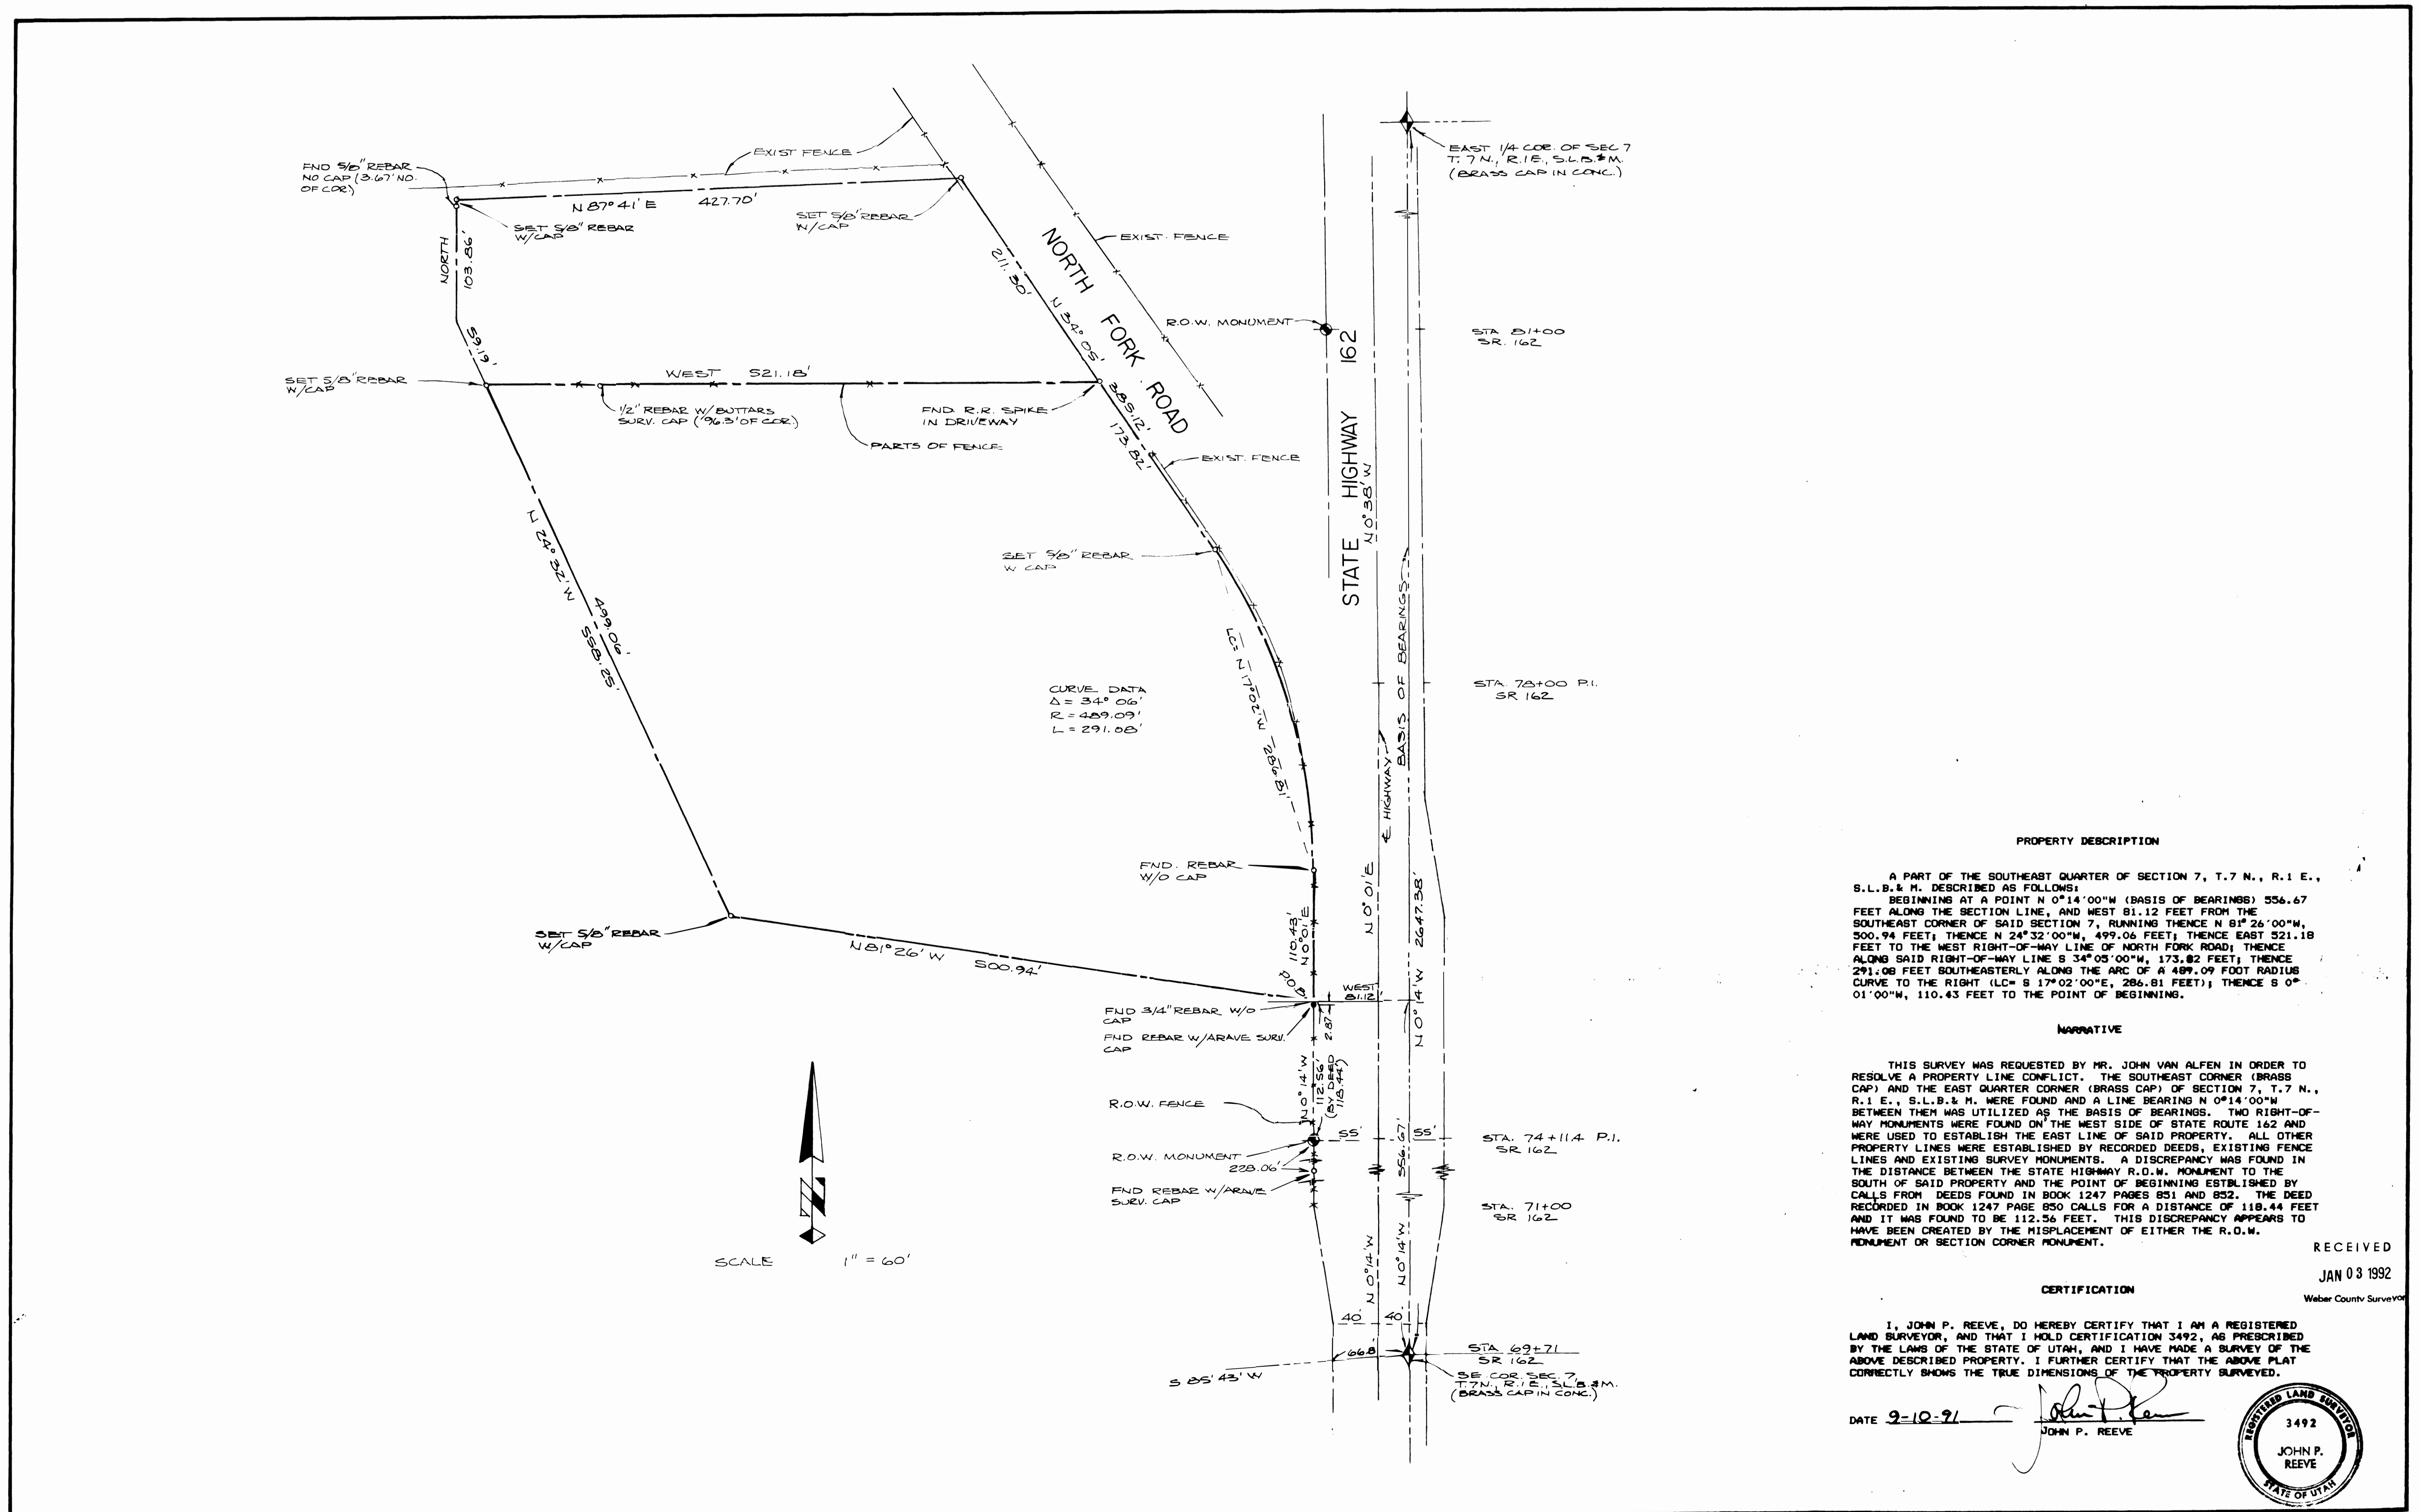 FND 5/8" REBAR
NO CAP (3.67' NO.
OF COR.)
EXIST FENCE
N 87° 41' E 427.70'
SET 5/8" REBAR
W/CAP
SET 5/8" REBAR
W/CAP
NORTH
103.86'
59.19'
SET 5/8" REBAR
W/CAP
WEST 521.18'
1/2" REBAR W/BUTTARS
SURV. CAP (96.3' OF COR.)
FND. R.R. SPIKE
IN DRIVEWAY
PARTS OF FENCE
211.30'
N 34° 05'
385.12'
173.82'
NORTH FORK ROAD
EXIST. FENCE
EXIST. FENCE
R.O.W. MONUMENT
STATE HIGHWAY 162
N 0° 38' W
EAST 1/4 COR. OF SEC 7
T. 7 N., R. 1 E., S.L.B. & M.
(BRASS CAP IN CONC.)
STA 81+00
SR. 162
N 24° 32' W
499.06'
558.25'
SET 5/8" REBAR
W CAP
LC= N 17°02' W 286.81'
CURVE DATA
Δ = 34° 06'
R = 489.09'
L = 291.08'
BASIS OF BEARINGS
STA. 78+00 P.I.
SR 162
℄ HIGHWAY
FND. REBAR
W/O CAP
N 0° 01' E
SET 5/8" REBAR
W/CAP
N 81° 26' W 500.94'
110.43'
N 0° 01' E
P.O.B.
WEST
81.12'
N 0° 14' W 2647.38'
FND 3/4" REBAR W/O
CAP
FND REBAR W/ARAVE SURV.
CAP
2.87'
N 0° 14' W
112.56'
(BY DEED
118.44')
R.O.W. FENCE
55' 55'
556.67'
STA. 74+11.4 P.I.
SR 162
R.O.W. MONUMENT
228.06'
FND REBAR W/ARAVE
SURV. CAP
STA. 71+00
SR 162
N 0° 14' W
N 0° 14' W
SCALE 1" = 60'
40. 40.
66.8'
S 85° 43' W
STA 69+71
SR 162
SE COR. SEC. 7,
T. 7 N., R. 1 E., S.L.B. & M.
(BRASS CAP IN CONC.)
PROPERTY DESCRIPTION
A PART OF THE SOUTHEAST QUARTER OF SECTION 7, T.7 N., R.1 E.,
S.L.B.& M. DESCRIBED AS FOLLOWS:
BEGINNING AT A POINT N 0°14'00"W (BASIS OF BEARINGS) 556.67
FEET ALONG THE SECTION LINE, AND WEST 81.12 FEET FROM THE
SOUTHEAST CORNER OF SAID SECTION 7, RUNNING THENCE N 81°26'00"W,
500.94 FEET; THENCE N 24°32'00"W, 499.06 FEET; THENCE EAST 521.18
FEET TO THE WEST RIGHT-OF-WAY LINE OF NORTH FORK ROAD; THENCE
ALONG SAID RIGHT-OF-WAY LINE S 34°05'00"W, 173.82 FEET; THENCE
291.08 FEET SOUTHEASTERLY ALONG THE ARC OF A 489.09 FOOT RADIUS
CURVE TO THE RIGHT (LC= S 17°02'00"E, 286.81 FEET); THENCE S 0°
01'00"W, 110.43 FEET TO THE POINT OF BEGINNING.
NARRATIVE
THIS SURVEY WAS REQUESTED BY MR. JOHN VAN ALFEN IN ORDER TO
RESOLVE A PROPERTY LINE CONFLICT. THE SOUTHEAST CORNER (BRASS
CAP) AND THE EAST QUARTER CORNER (BRASS CAP) OF SECTION 7, T.7 N.,
R.1 E., S.L.B.& M. WERE FOUND AND A LINE BEARING N 0°14'00"W
BETWEEN THEM WAS UTILIZED AS THE BASIS OF BEARINGS. TWO RIGHT-OF-
WAY MONUMENTS WERE FOUND ON THE WEST SIDE OF STATE ROUTE 162 AND
WERE USED TO ESTABLISH THE EAST LINE OF SAID PROPERTY. ALL OTHER
PROPERTY LINES WERE ESTABLISHED BY RECORDED DEEDS, EXISTING FENCE
LINES AND EXISTING SURVEY MONUMENTS. A DISCREPANCY WAS FOUND IN
THE DISTANCE BETWEEN THE STATE HIGHWAY R.O.W. MONUMENT TO THE
SOUTH OF SAID PROPERTY AND THE POINT OF BEGINNING ESTBLISHED BY
CALLS FROM DEEDS FOUND IN BOOK 1247 PAGES 851 AND 852. THE DEED
RECORDED IN BOOK 1247 PAGE 850 CALLS FOR A DISTANCE OF 118.44 FEET
AND IT WAS FOUND TO BE 112.56 FEET. THIS DISCREPANCY APPEARS TO
HAVE BEEN CREATED BY THE MISPLACEMENT OF EITHER THE R.O.W.
MONUMENT OR SECTION CORNER MONUMENT.
RECEIVED
JAN 03 1992
Weber County Surveyor
CERTIFICATION
I, JOHN P. REEVE, DO HEREBY CERTIFY THAT I AM A REGISTERED
LAND SURVEYOR, AND THAT I HOLD CERTIFICATION 3492, AS PRESCRIBED
BY THE LAWS OF THE STATE OF UTAH, AND I HAVE MADE A SURVEY OF THE
ABOVE DESCRIBED PROPERTY. I FURTHER CERTIFY THAT THE ABOVE PLAT
CORRECTLY SHOWS THE TRUE DIMENSIONS OF THE PROPERTY SURVEYED.
DATE 9-10-91
John P. Reeve
JOHN P. REEVE
REGISTERED LAND SURVEYOR
3492
JOHN P.
REEVE
STATE OF UTAH